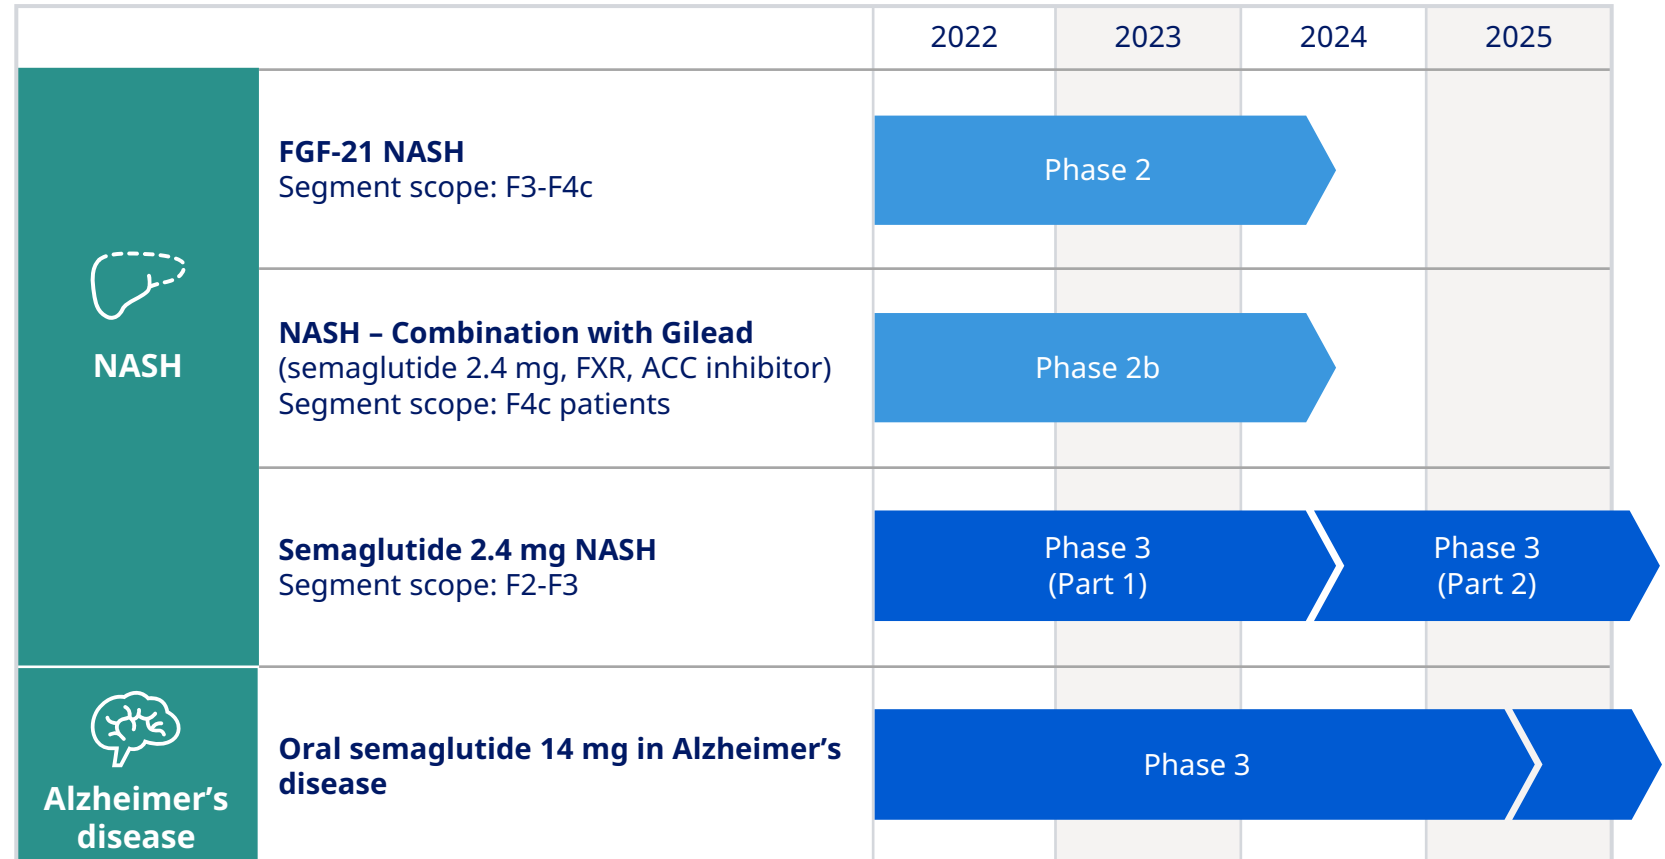 2022 2023 2024 2025
FGF-21 NASH
Segment scope: F3-F4c
Phase 2
NASH
NASH – Combination with Gilead
(semaglutide 2.4 mg, FXR, ACC inhibitor)
Segment scope: F4c patients
Phase 2b
Semaglutide 2.4 mg NASH
Segment scope: F2-F3
Phase 3
(Part 1)
Phase 3
(Part 2)
Alzheimer’s
disease
Oral semaglutide 14 mg in Alzheimer’s
disease
Phase 3